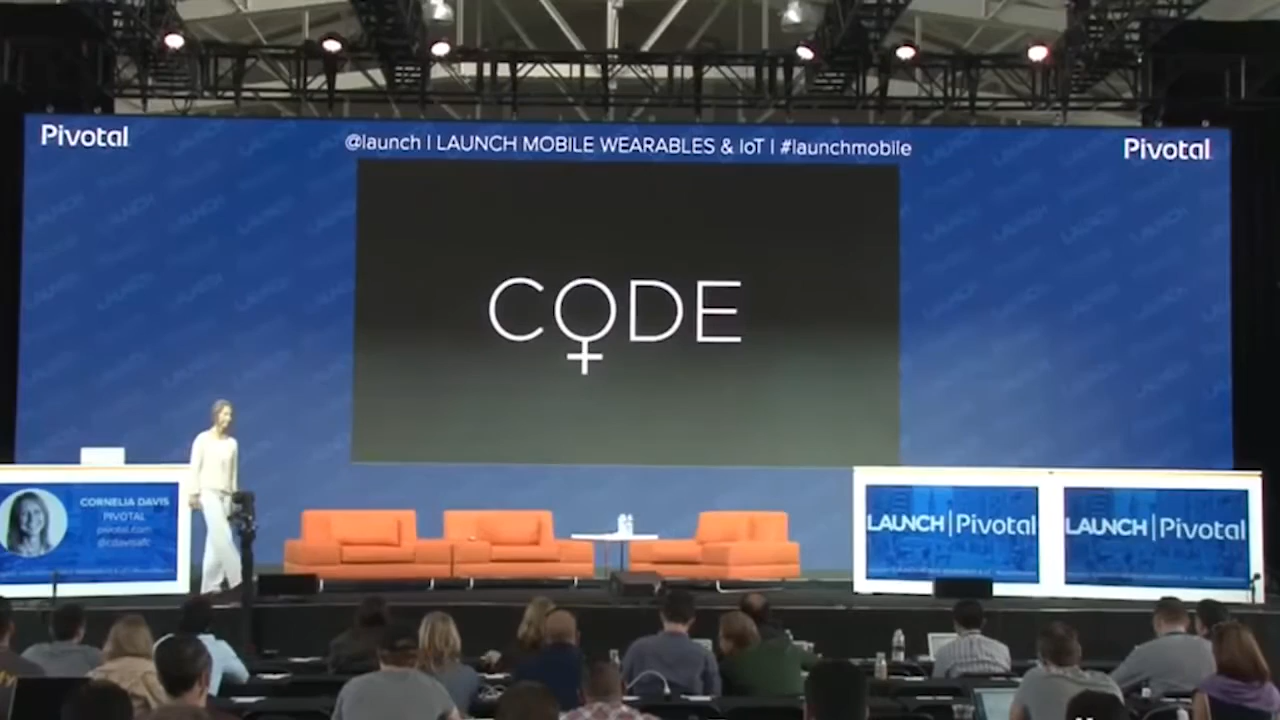 Pivotal
@launch | LAUNCH MOBILE WEARABLES & IoT | #launchmobile
Pivotal
CODE
CORNELIA DAVIS
PIVOTAL
pivotal.com
@cdavisafc
LAUNCH | Pivotal
LAUNCH | Pivotal